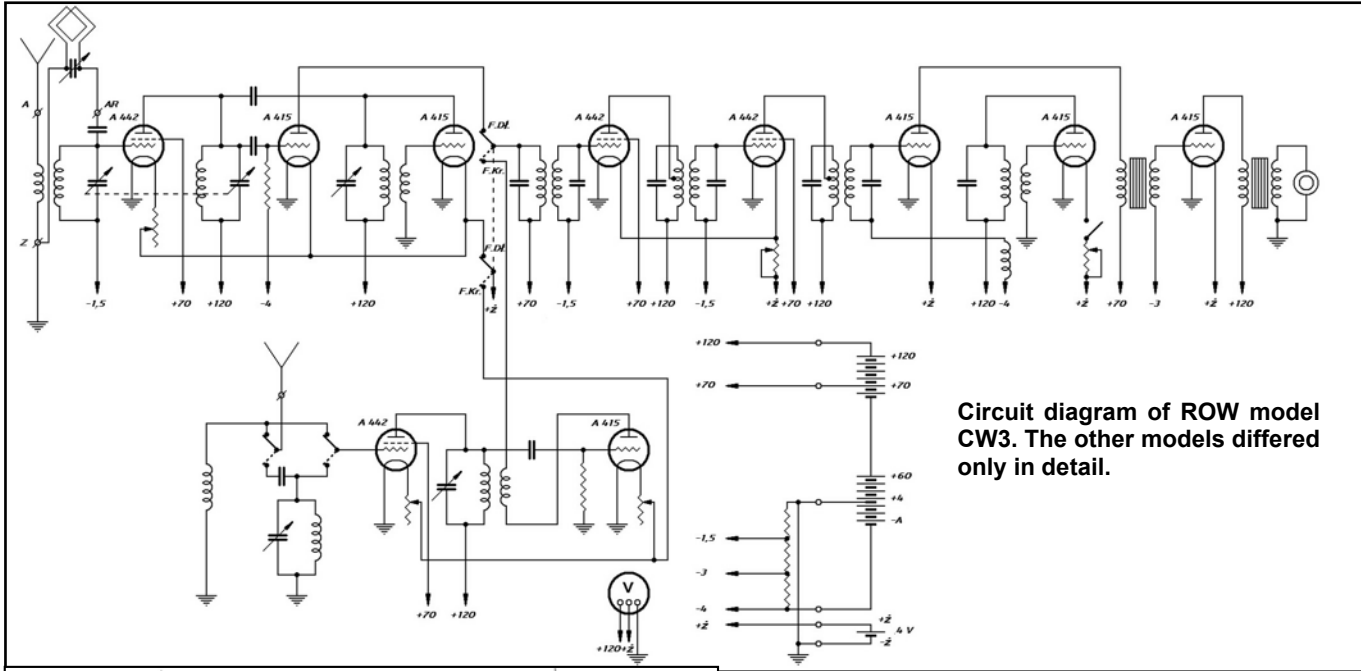 A
AR
A 442
A 415
A 415
A 442
A 442
A 415
A 415
A 415
F.Dł.
F.Kr.
Z
F.Dł.
F.Kr.
-1,5
+70
+120
-4
+120
+ż
+70
-1,5
+70
+120
-1,5
+ż
+70
+120
+ż
+120
-4
+ż
+70
-3
+ż
+120
A 442
A 415
+70
+120
V
+120
+ż
+120
+70
-1,5
-3
-4
+ż
+120
+70
+60
+4
-A
+ż
4 V
-ż
Circuit diagram of ROW model
CW3. The other models differed
only in detail.